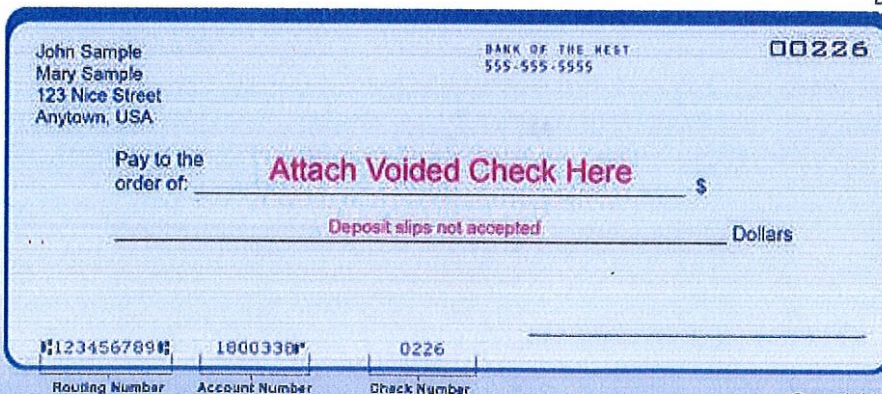 John Sample
Mary Sample
123 Nice Street
Anytown, USA
BANK OF THE WEST
555-555-5555
00226
Pay to the
order of: Attach Voided Check Here $
Deposit slips not accepted Dollars
⑆123456789⑆ 1800338⑈ 0226
Routing Number Account Number Check Number